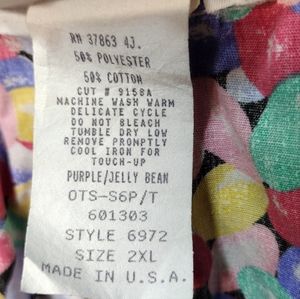 RN 37863 4J.
50% POLYESTER
50% COTTON
CUT # 9158A
MACHINE WASH WARM
DELICATE CYCLE
DO NOT BLEACH
TUMBLE DRY LOW
REMOVE PROMPTLY
COOL IRON FOR
TOUCH-UP
PURPLE/JELLY BEAN
OTS-S6P/T
601303
STYLE 6972
SIZE 2XL
MADE IN U.S.A.